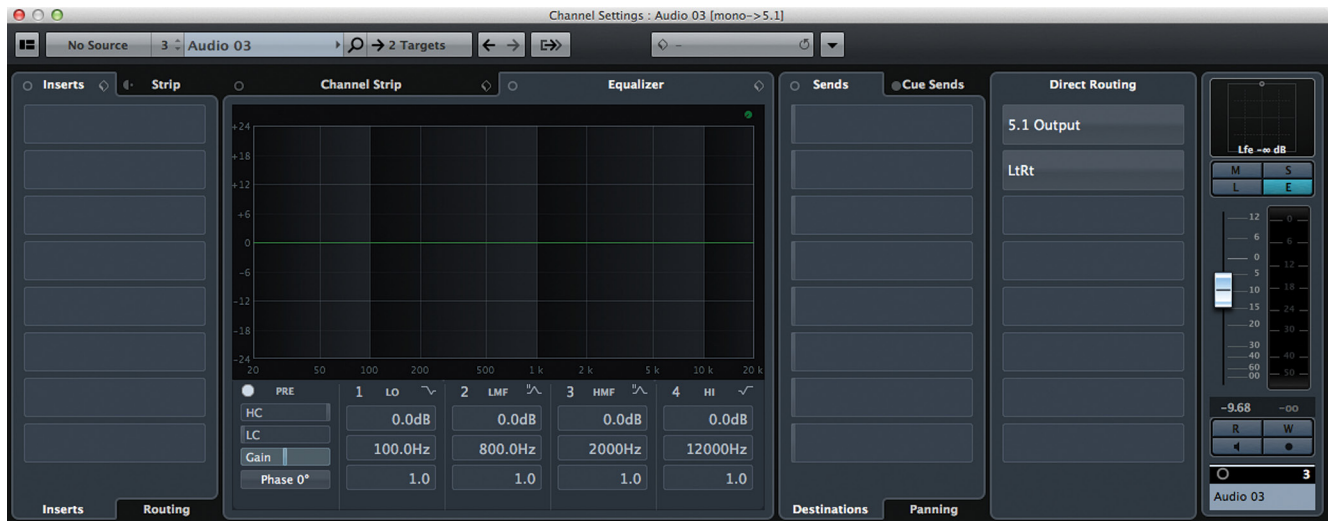 Channel Settings : Audio 03 [mono->5.1]
No Source 3 Audio 03 → 2 Targets ← → –
Inserts Strip
Channel Strip Equalizer
Sends Cue Sends
Direct Routing
+24
+18
+12
+6
0
−6
−12
−18
−24
20 50 100 200 500 1 k 2 k 5 k 10 k 20 k
PRE
HC
LC
Gain
Phase 0°
1 LO
0.0dB
100.0Hz
1.0
2 LMF
0.0dB
800.0Hz
1.0
3 HMF
0.0dB
2000Hz
1.0
4 HI
0.0dB
12000Hz
1.0
5.1 Output
LtRt
Lfe -∞ dB
M S
L E
12
6
0
5
10
15
20
30
40
60
00
0
6
12
18
24
30
40
50
-9.68 -oo
R W
3
Audio 03
Inserts Routing
Destinations Panning